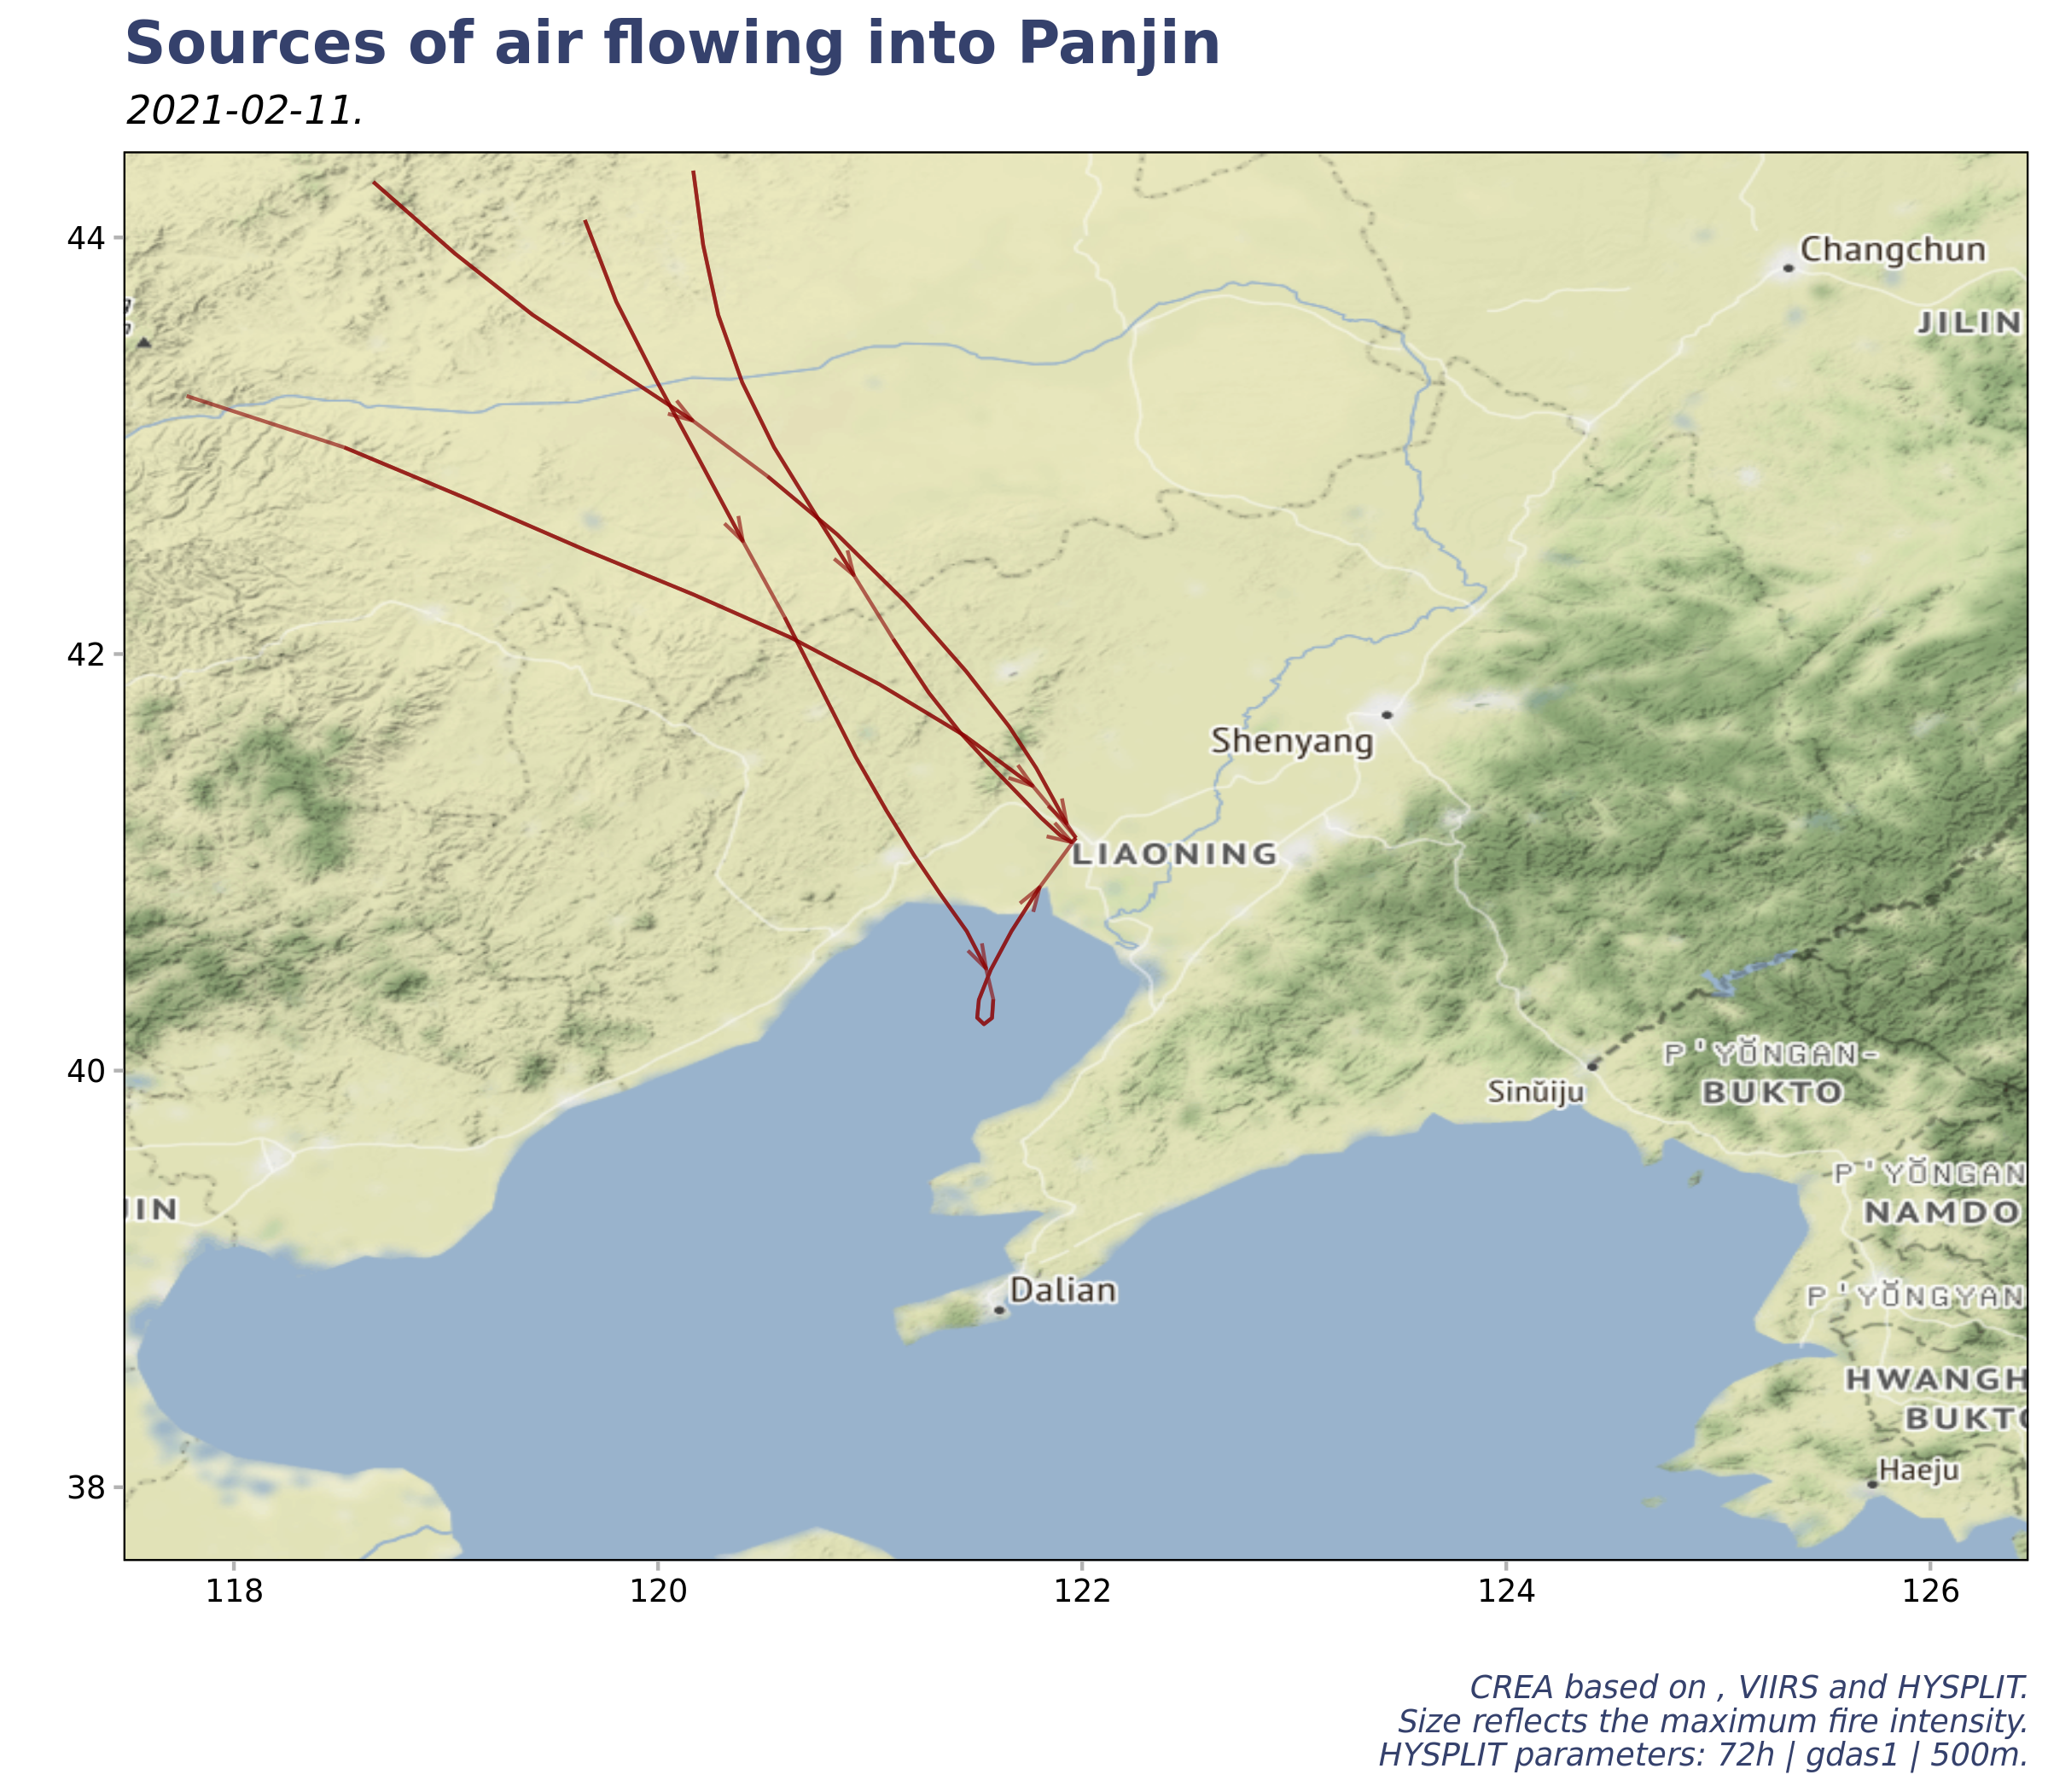 Sources of air flowing into Panjin
2021-02-11.
44
Changchun
JILIN
42
Shenyang
LIAONING
40
P'YŎNGAN-
BUKTO
Sinŭiju
P'YŎNGAN
NAMDO
JIN
Dalian
P'YŎNGYAN
HWANGH
BUKTO
38
Haeju
118
120
122
124
126
CREA based on , VIIRS and HYSPLIT.
Size reflects the maximum fire intensity.
HYSPLIT parameters: 72h | gdas1 | 500m.